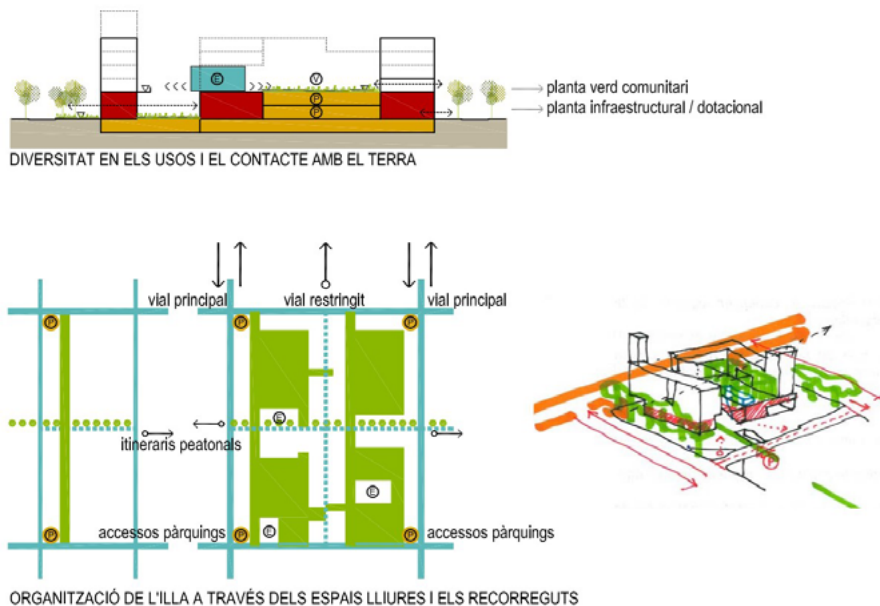 E
V
P
P
planta verd comunitari
planta infraestructural / dotacional
DIVERSITAT EN ELS USOS I EL CONTACTE AMB EL TERRA
vial principal
vial restringit
vial principal
P
P
P
E
itineraris peatonals
E
accessos pàrquings
accessos pàrquings
P
P
E
P
P
ORGANITZACIÓ DE L'ILLA A TRAVÉS DELS ESPAIS LLIURES I ELS RECORREGUTS